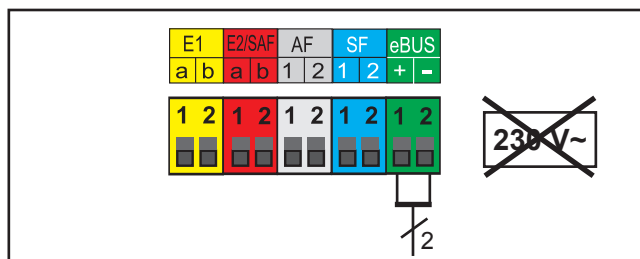 E1 E2/SAF AF SF eBUS
a b a b 1 2 1 2 + -
1 2 1 2 1 2 1 2 1 2
230 V~
2